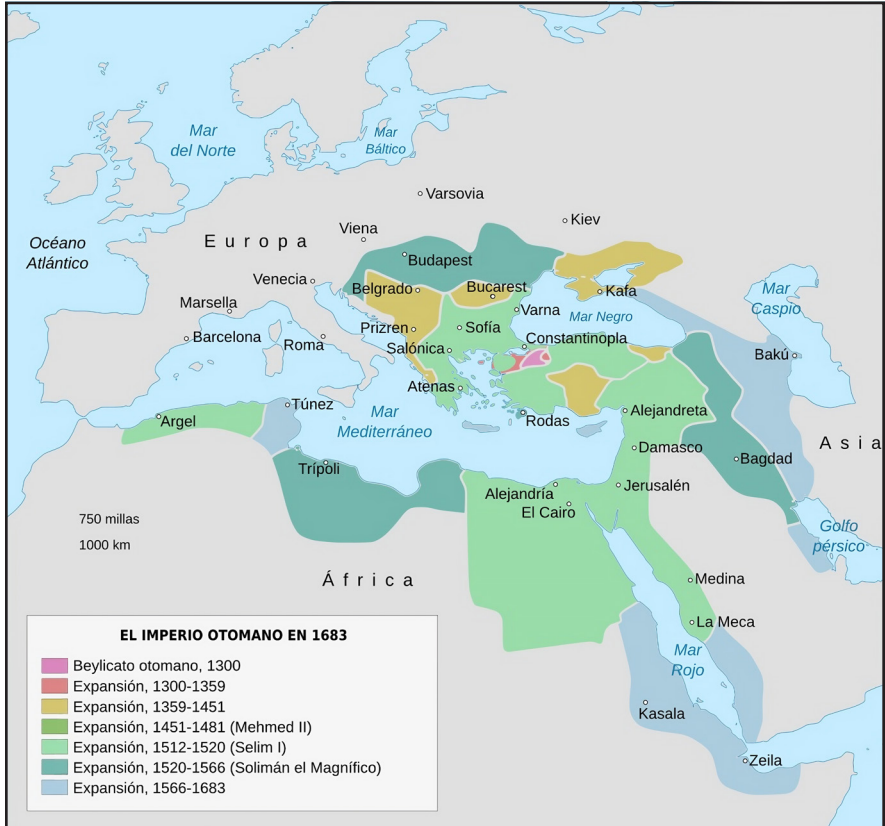 Mar
del Norte
Mar
Báltico
Varsovia
Kiev
Viena
Océano
Atlántico
Europa
Budapest
Venecia
Belgrado
Bucarest
Kafa
Mar
Caspio
Marsella
Varna
Mar Negro
Barcelona
Roma
Prizren
Sofía
Constantinopla
Salónica
Bakú
Atenas
Túnez
Argel
Mar
Mediterráneo
Rodas
Alejandreta
Asia
Damasco
Bagdad
Trípoli
Alejandría
Jerusalén
El Cairo
750 millas
1000 km
Golfo
pérsico
África
Medina
La Meca
Mar
Rojo
Kasala
Zeila
EL IMPERIO OTOMANO EN 1683
Beylicato otomano, 1300
Expansión, 1300-1359
Expansión, 1359-1451
Expansión, 1451-1481 (Mehmed II)
Expansión, 1512-1520 (Selim I)
Expansión, 1520-1566 (Solimán el Magnífico)
Expansión, 1566-1683